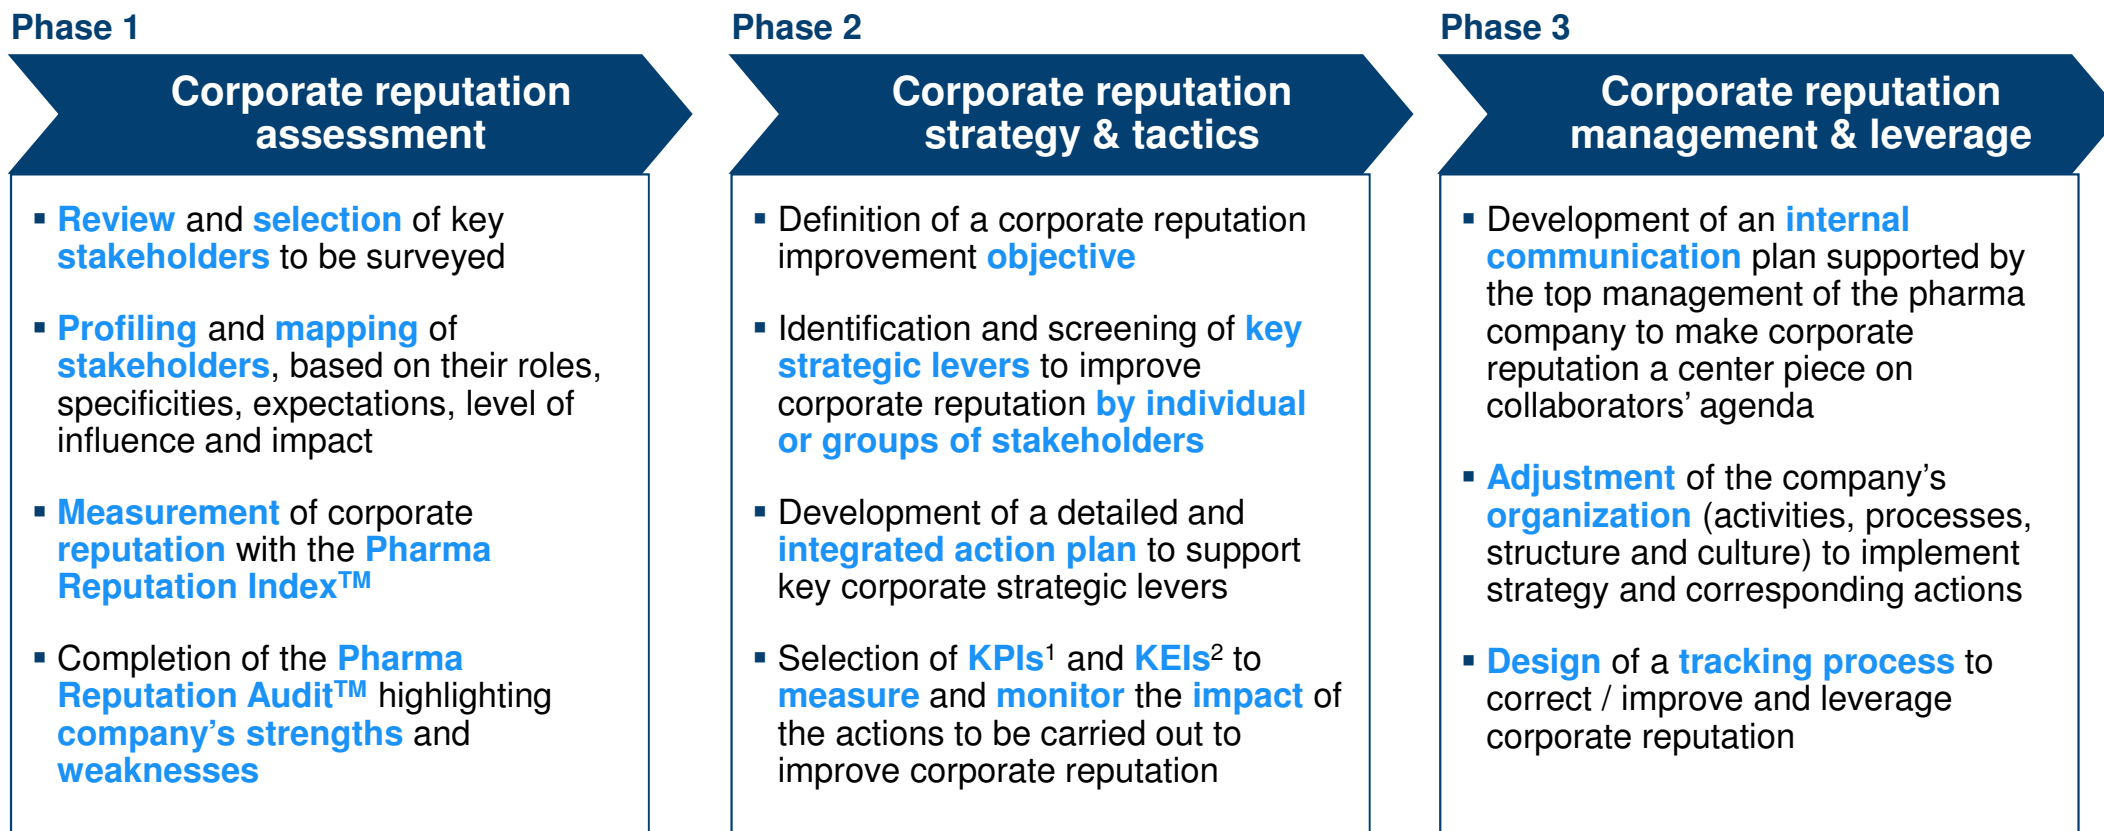 Phase 1
Corporate reputation
assessment
▪ Review and selection of key
stakeholders to be surveyed
▪ Profiling and mapping of
stakeholders, based on their roles,
specificities, expectations, level of
influence and impact
▪ Measurement of corporate
reputation with the Pharma
Reputation Index™
▪ Completion of the Pharma
Reputation Audit™ highlighting
company’s strengths and
weaknesses
Phase 2
Corporate reputation
strategy & tactics
▪ Definition of a corporate reputation
improvement objective
▪ Identification and screening of key
strategic levers to improve
corporate reputation by individual
or groups of stakeholders
▪ Development of a detailed and
integrated action plan to support
key corporate strategic levers
▪ Selection of KPIs¹ and KEIs² to
measure and monitor the impact of
the actions to be carried out to
improve corporate reputation
Phase 3
Corporate reputation
management & leverage
▪ Development of an internal
communication plan supported by
the top management of the pharma
company to make corporate
reputation a center piece on
collaborators’ agenda
▪ Adjustment of the company’s
organization (activities, processes,
structure and culture) to implement
strategy and corresponding actions
▪ Design of a tracking process to
correct / improve and leverage
corporate reputation